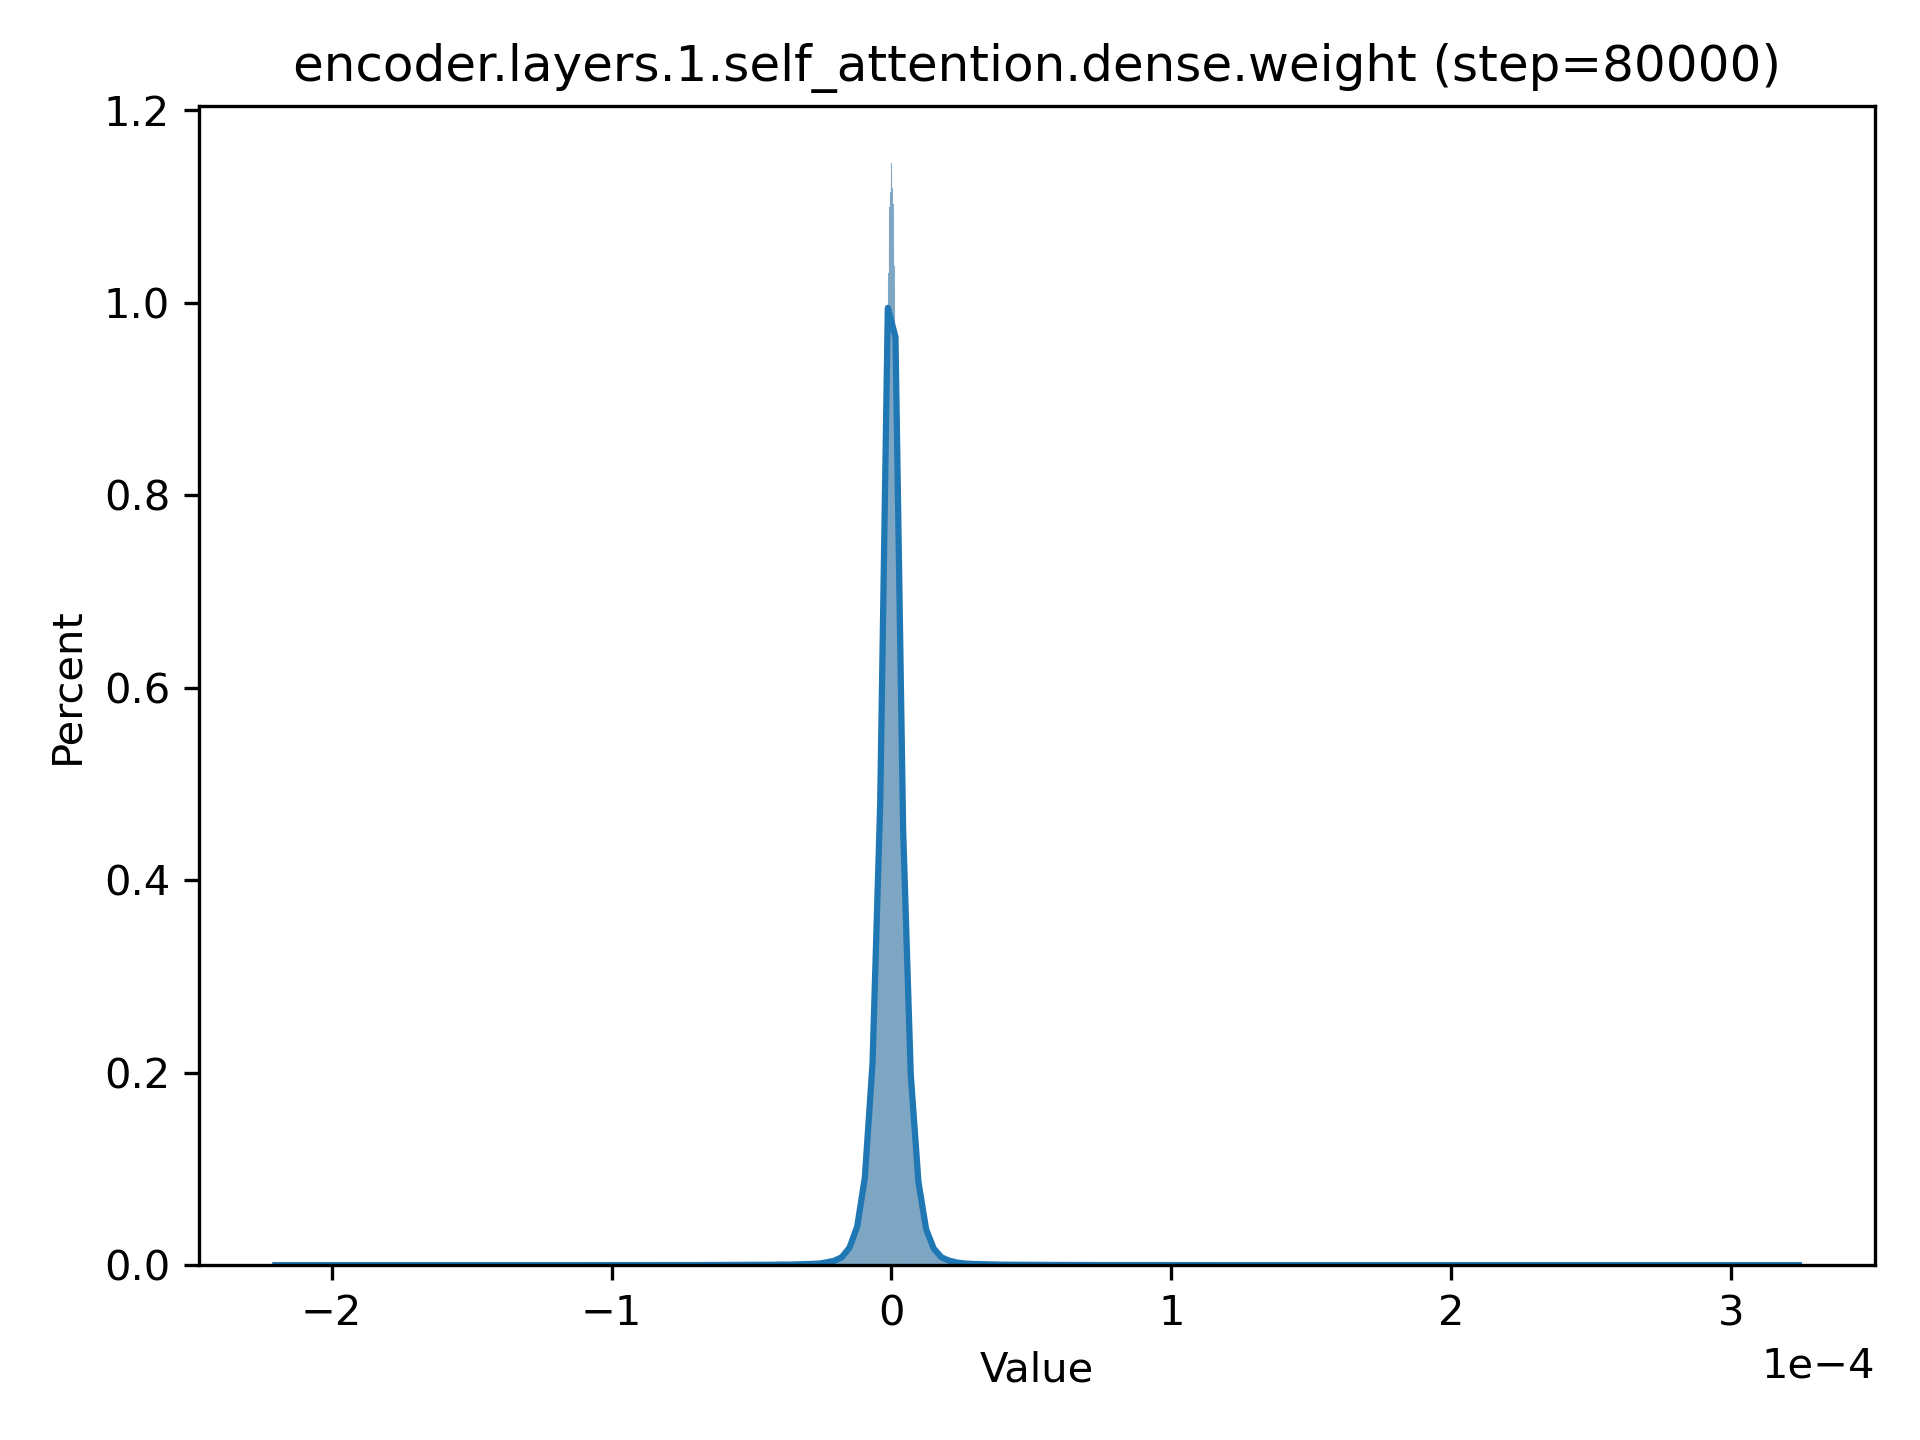 encoder.layers.1.self_attention.dense.weight (step=80000)
1.2
1.0
0.8
0.6
0.4
0.2
0.0
Percent
−2 −1 0 1 2 3
Value
1e−4